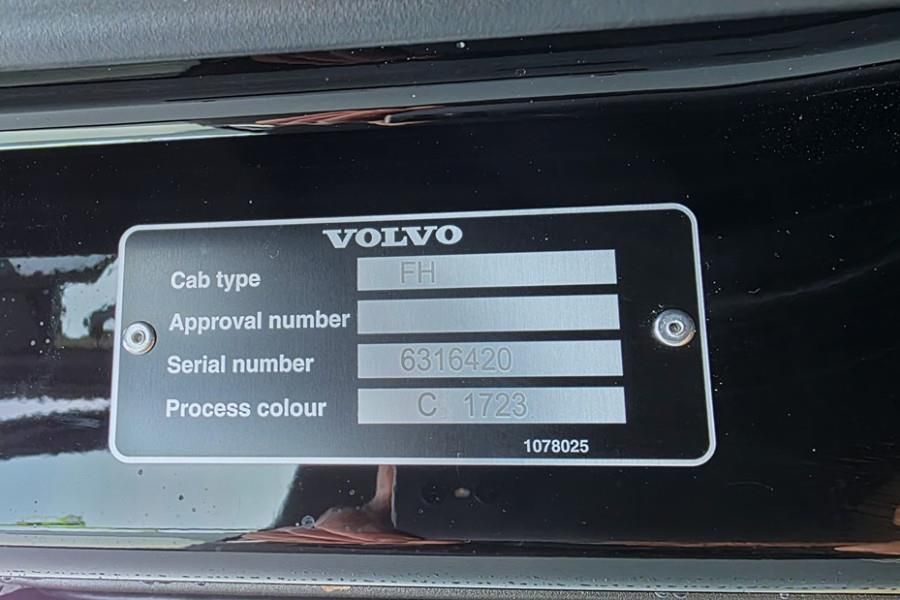 VOLVO
Cab type FH
Approval number
Serial number 6316420
Process colour C 1723
1078025